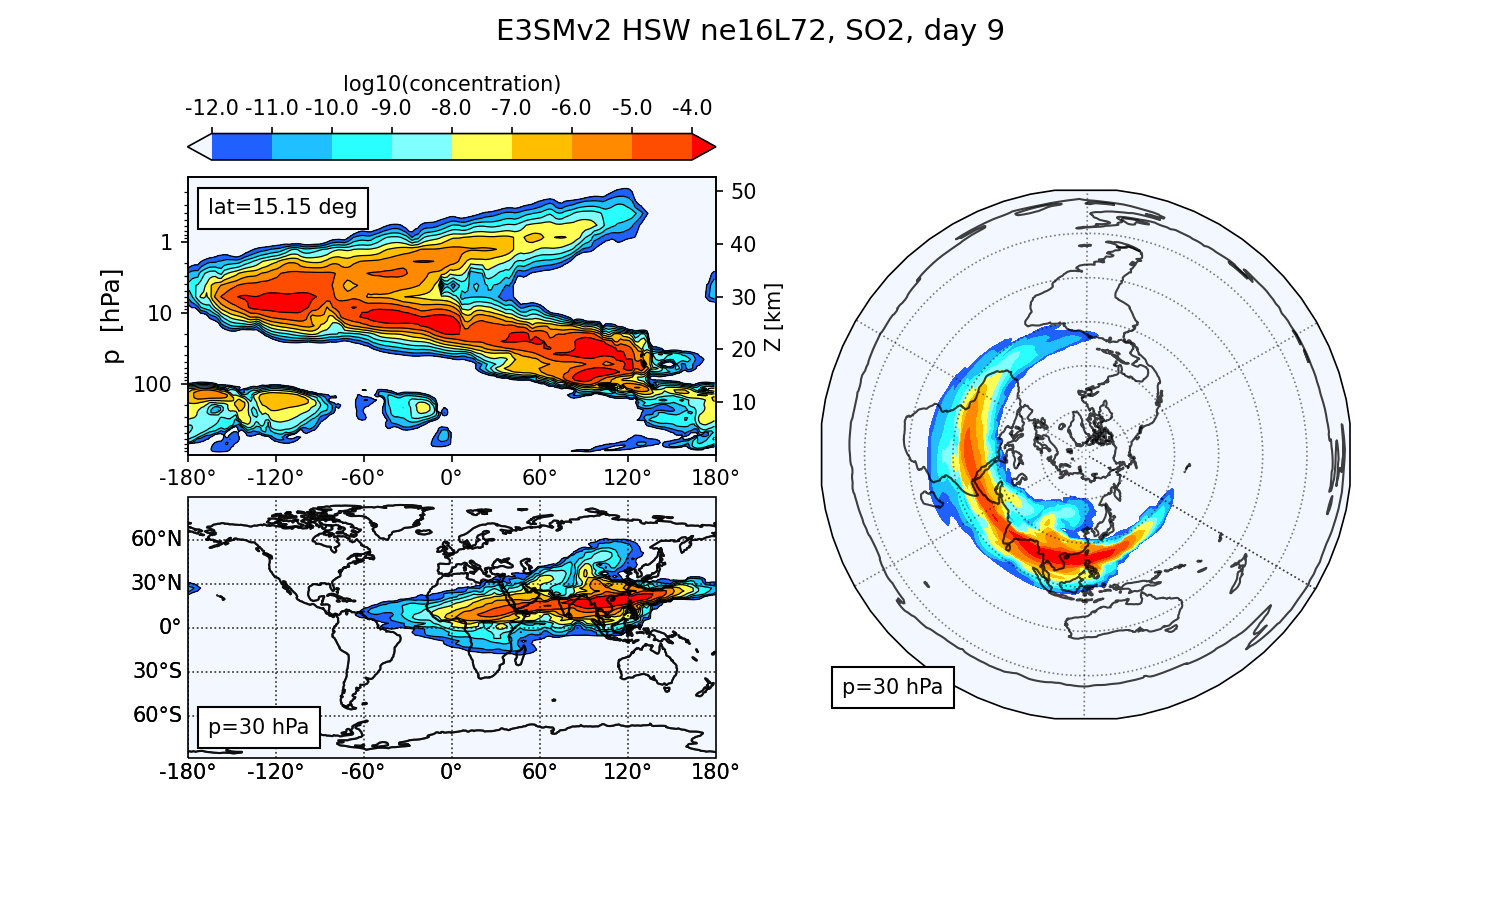 E3SMv2 HSW ne16L72, SO2, day 9
log10(concentration)
-12.0 -11.0 -10.0 -9.0 -8.0 -7.0 -6.0 -5.0 -4.0
lat=15.15 deg
p [hPa]
1
10
100
50
40
30
20
10
Z [km]
-180° -120° -60° 0° 60° 120° 180°
60°N
30°N
0°
30°S
60°S
p=30 hPa
-180° -120° -60° 0° 60° 120° 180°
p=30 hPa